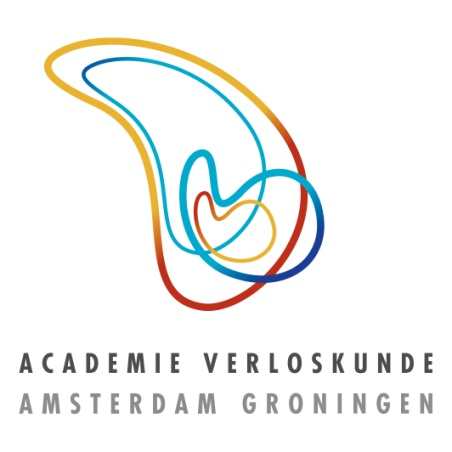 ACADEMIE VERLOSKUNDE
AMSTERDAM GRONINGEN